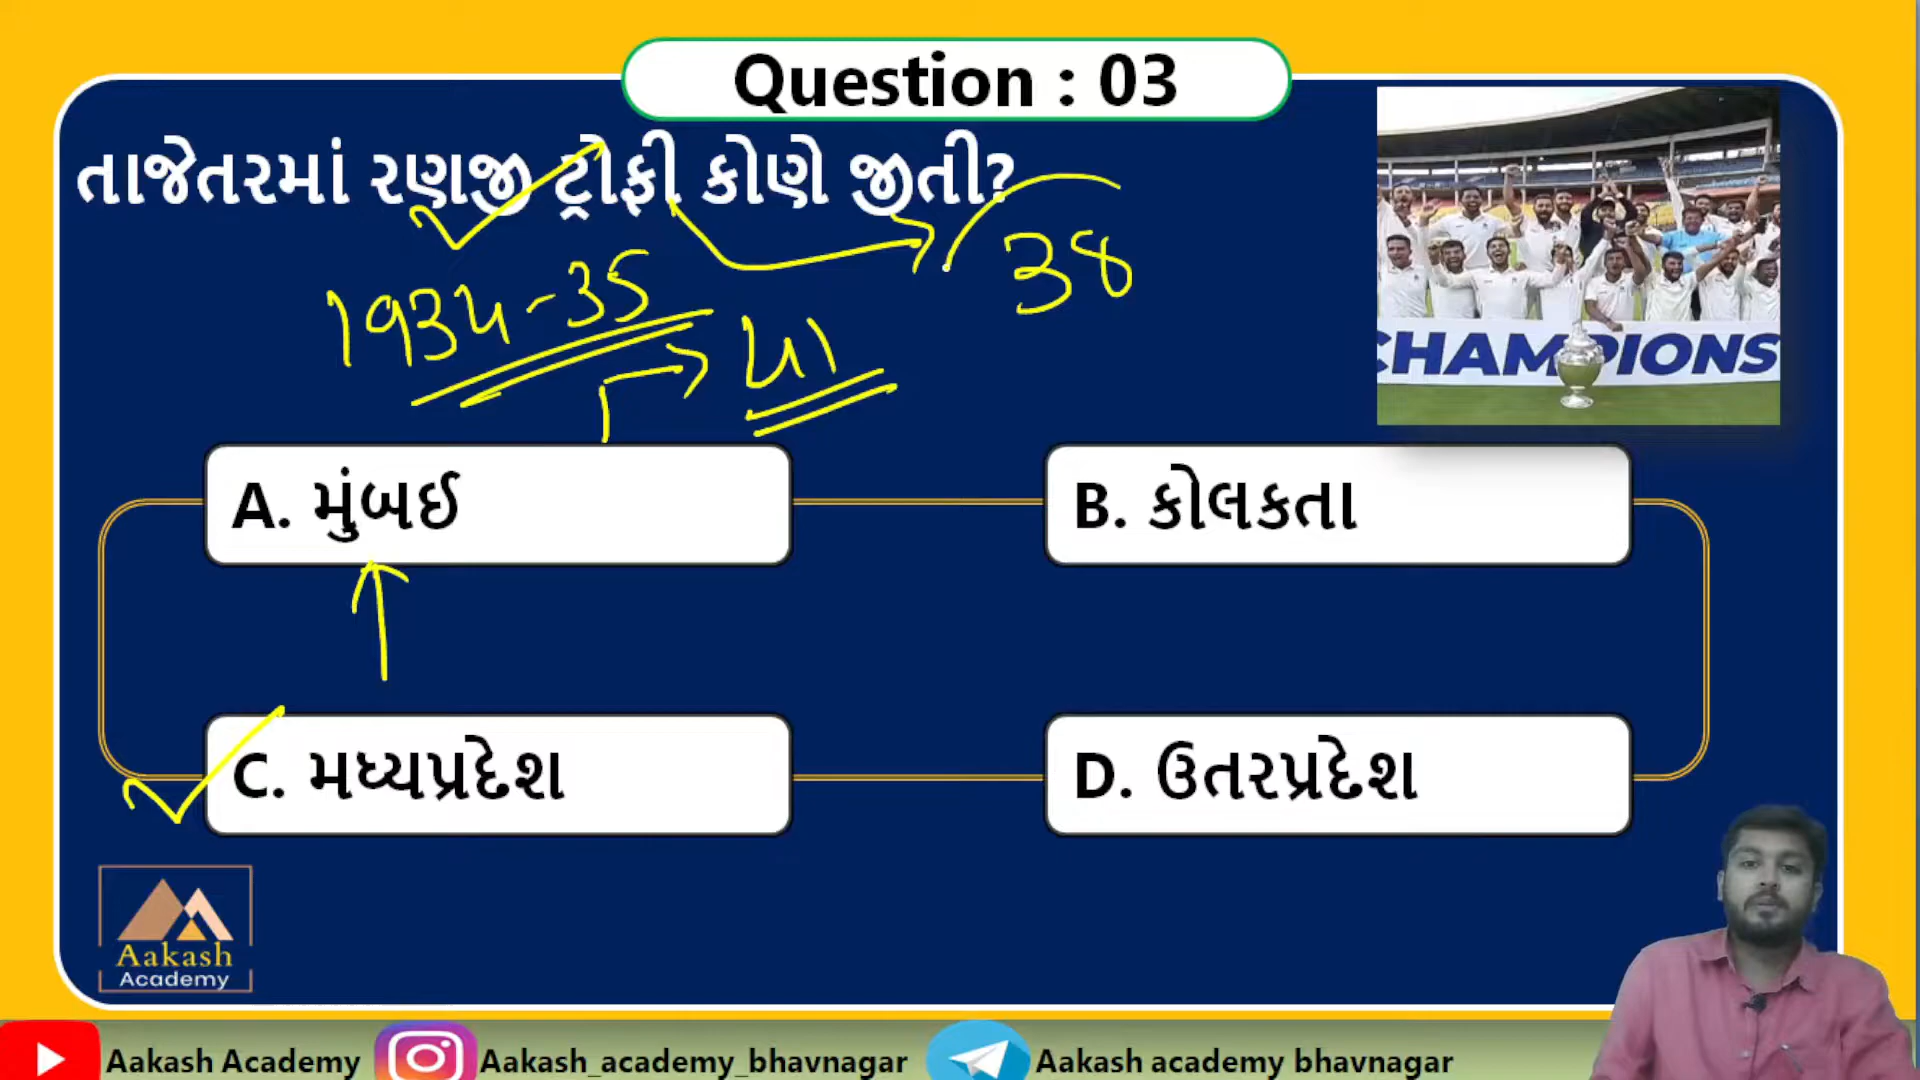 Question : 03
તાજેતરમાં રણજી ટ્રોફી કોણે જીતી?
38
1934-35
41
CHAMPIONS
A. મુંબઈ
B. કોલકતા
C. મધ્યપ્રદેશ
D. ઉતરપ્રદેશ
Aakash
Academy
Aakash Academy
Aakash_academy_bhavnagar
Aakash academy bhavnagar